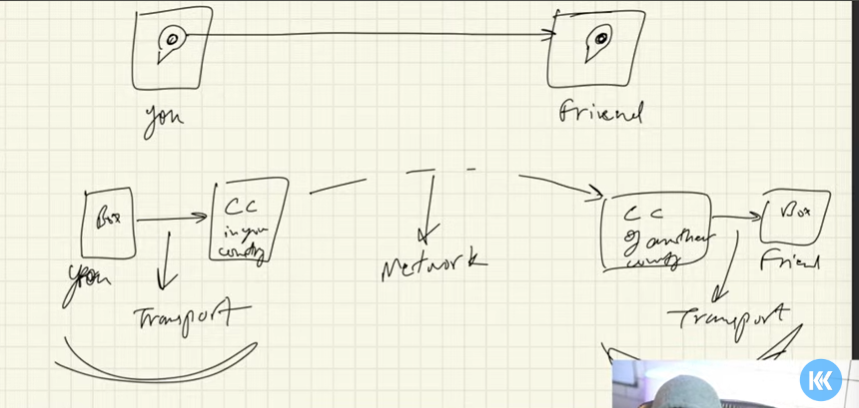 you
Friend
Box
CC
in your
country
CC
of another
country
Box
you
Network
Friend
Transport
Transport
K